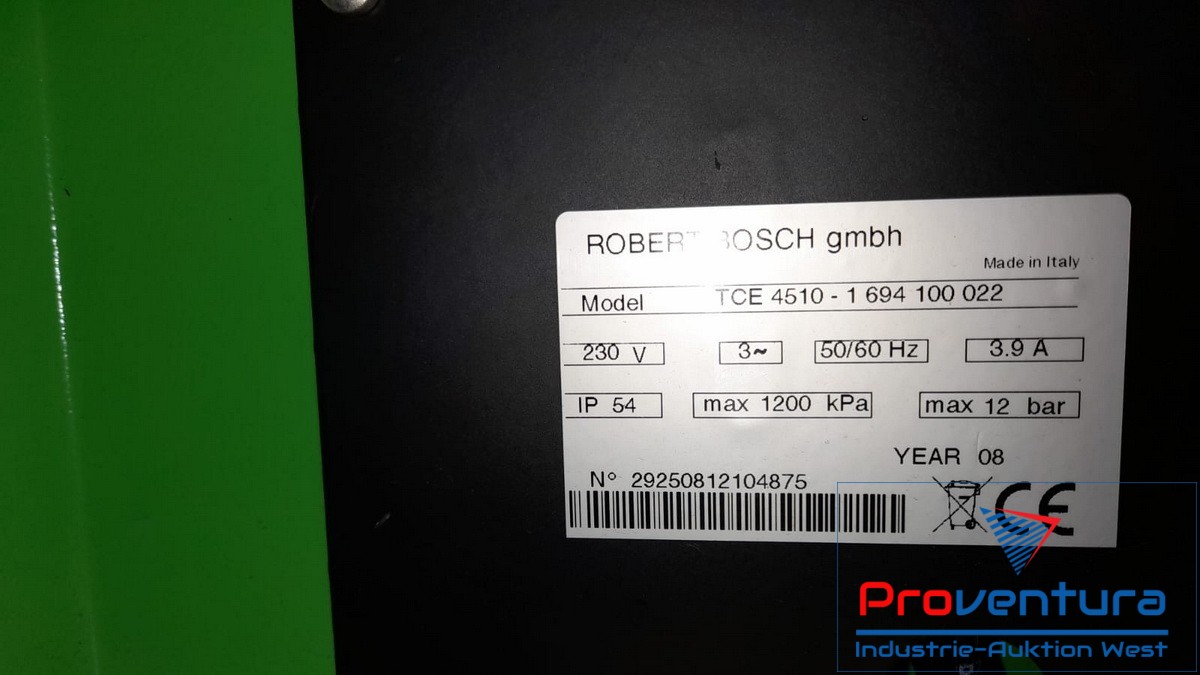 ROBERT BOSCH gmbh
Made in Italy
Model TCE 4510 - 1 694 100 022
230 V 3~ 50/60 Hz 3.9 A
IP 54 max 1200 kPa max 12 bar
YEAR 08
N° 29250812104875
CE
Proventura
Industrie-Auktion West